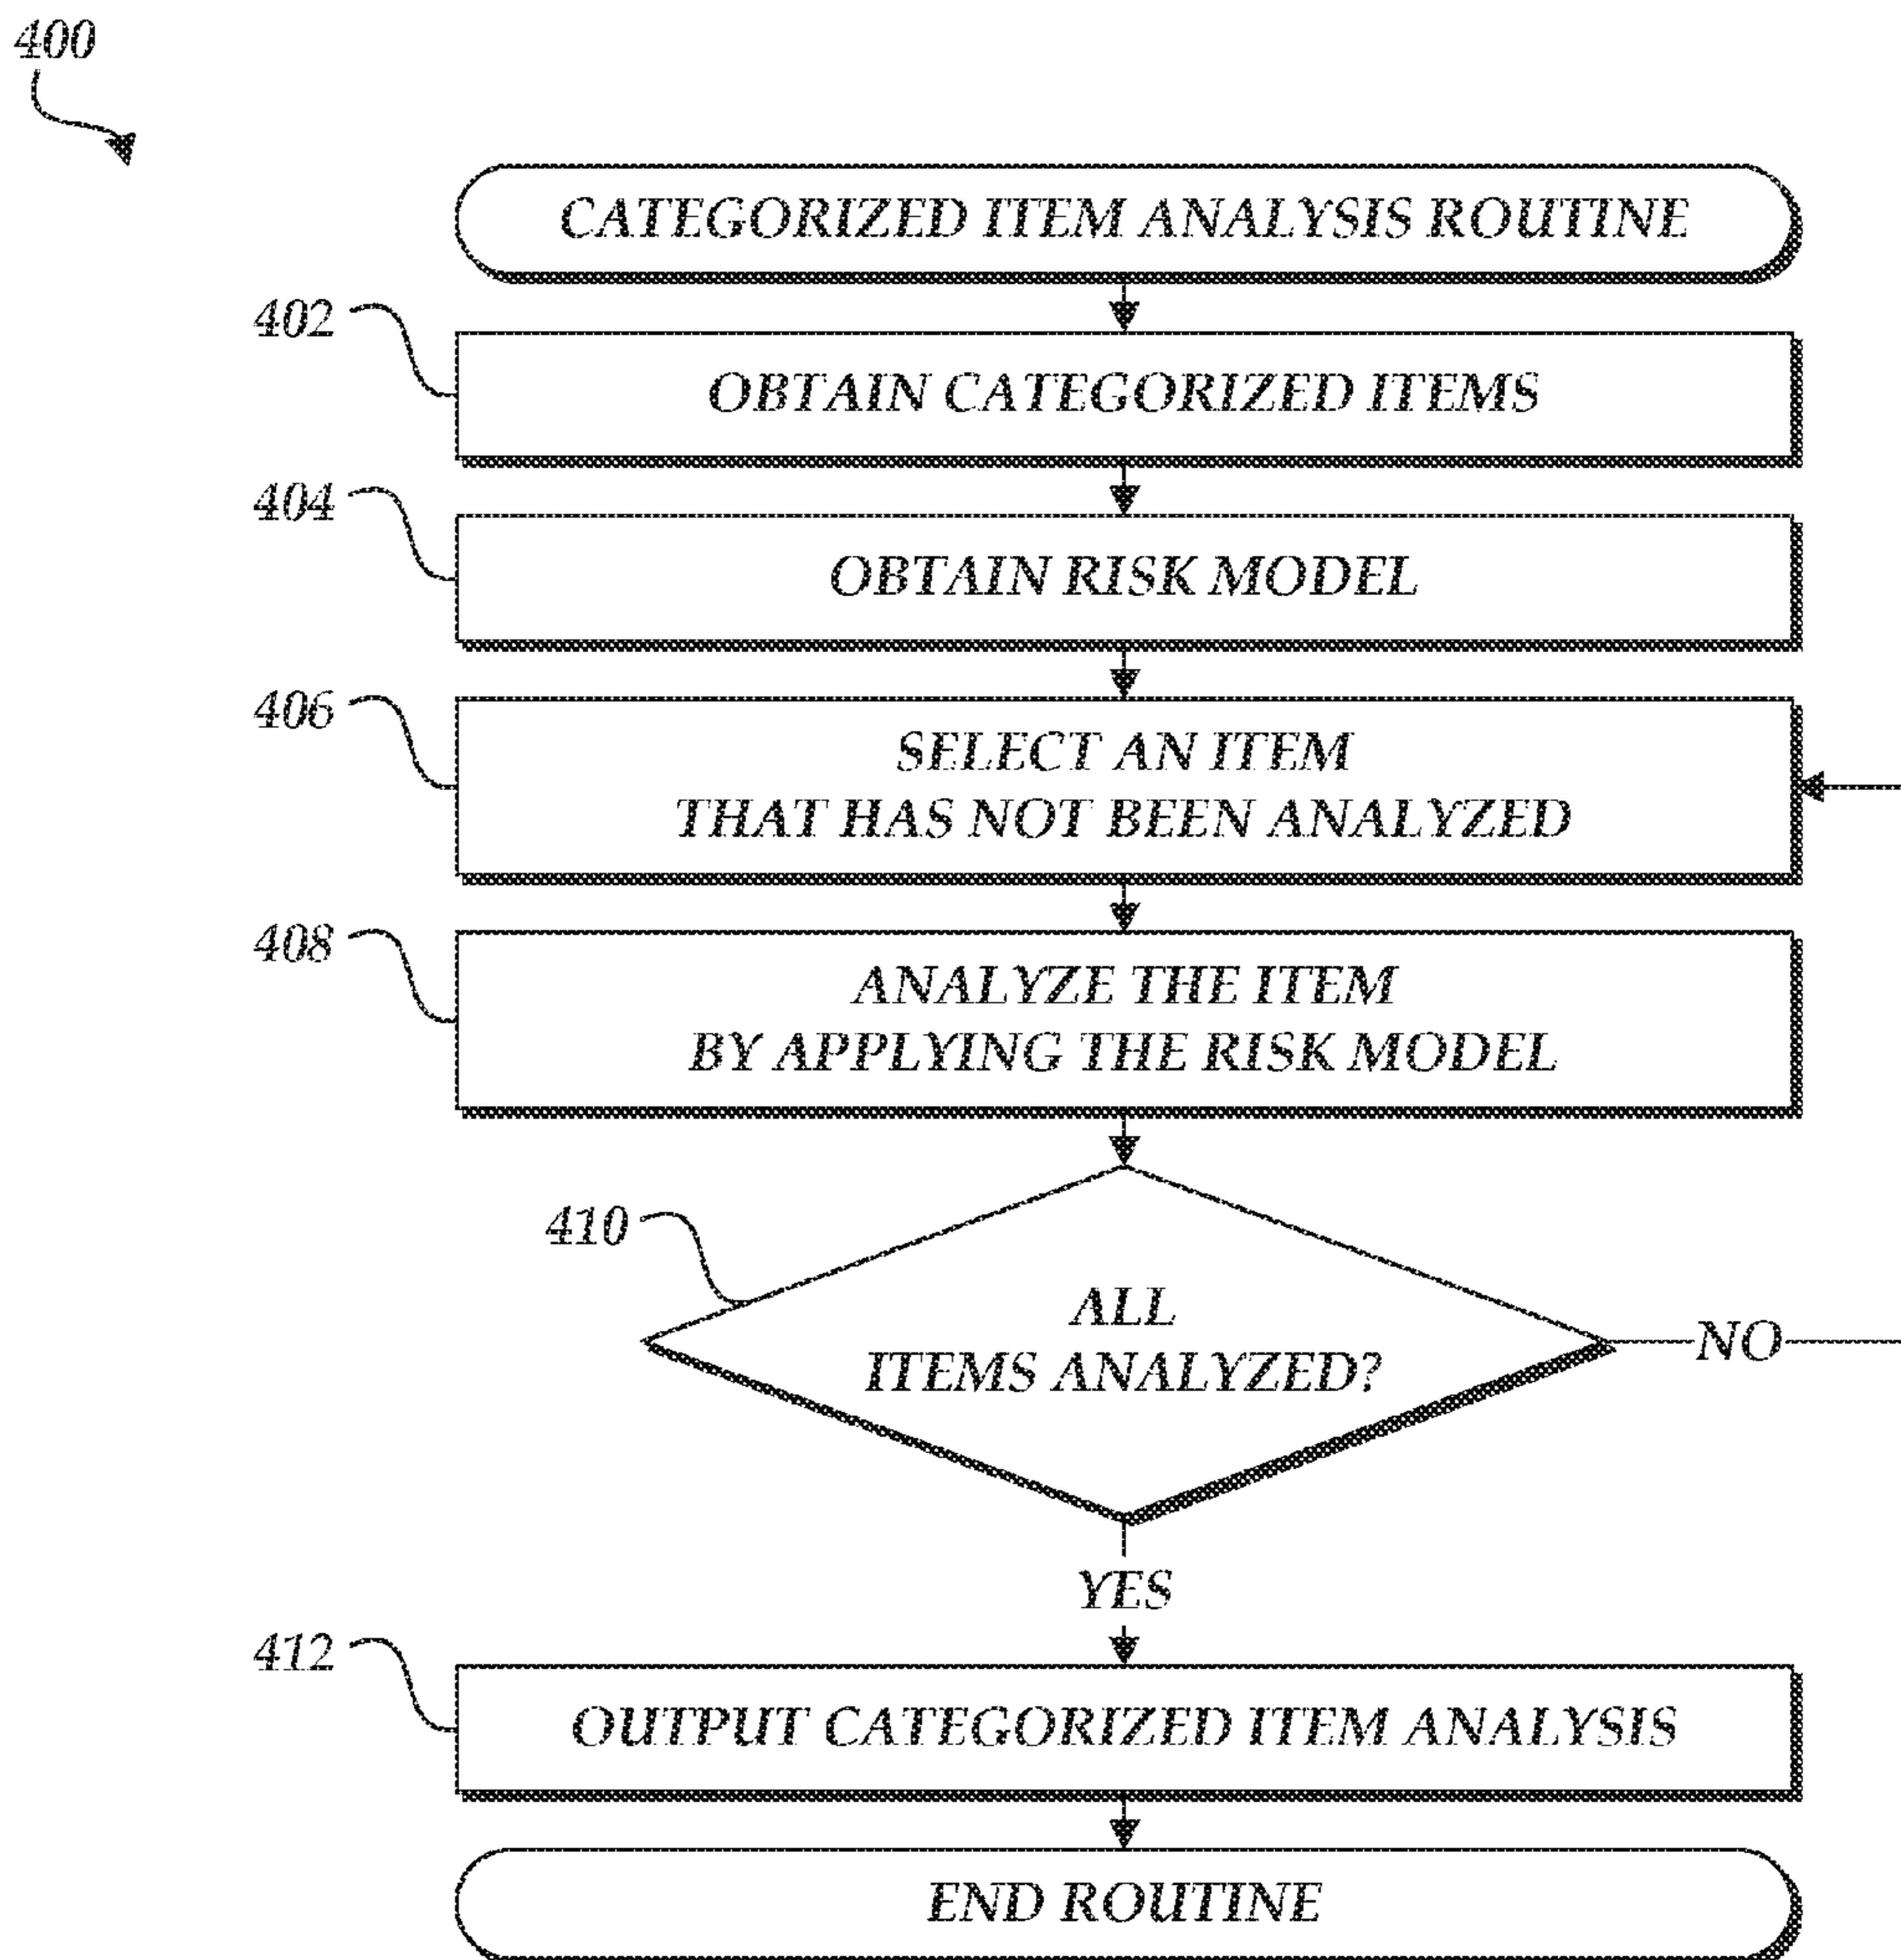 400
CATEGORIZED ITEM ANALYSIS ROUTINE
402
OBTAIN CATEGORIZED ITEMS
404
OBTAIN RISK MODEL
406
SELECT AN ITEM
THAT HAS NOT BEEN ANALYZED
408
ANALYZE THE ITEM
BY APPLYING THE RISK MODEL
410
ALL
ITEMS ANALYZED?
NO
YES
412
OUTPUT CATEGORIZED ITEM ANALYSIS
END ROUTINE